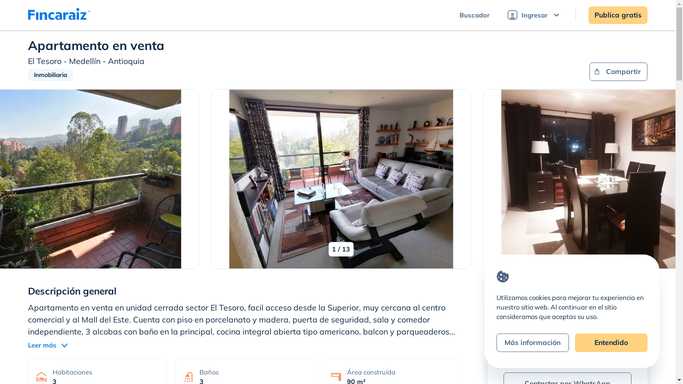 Fincaraiz
Buscador
Ingresar
Publica gratis
Apartamento en venta
El Tesoro - Medellín - Antioquia
Inmobiliaria
Compartir
1 / 13
Descripción general
Apartamento en venta en unidad cerrada sector El Tesoro, facil acceso desde la Superior, muy cercana al centro
comercial y al Mall del Este. Cuenta con piso en porcelanato y madera, puerta de seguridad, sala y comedor
independiente, 3 alcobas con baño en la principal, cocina integral abierta tipo americano, balcon y parqueaderos...
Leer más
Habitaciones
3
Baños
3
Área construida
90 m²
Utilizamos cookies para mejorar tu experiencia en
nuestro sitio web. Al continuar en el sitio
consideramos que aceptas su uso.
Más información
Entendido
Contactar por WhatsApp